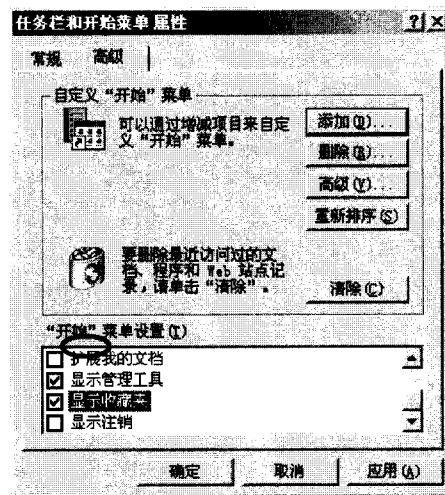 任务栏和开始菜单 属性
常规 高级
自定义“开始”菜单
可以通过增减项目来自定
义“开始”菜单。
添加(D)...
删除(R)...
高级(V)...
重新排序(S)
要删除最近访问过的文
档、程序和 Web 站点记
录，请单击“清除”。
清除(C)
“开始”菜单设置(T)
扩展我的文档
显示管理工具
显示收藏夹
显示注销
确定 取消 应用(A)